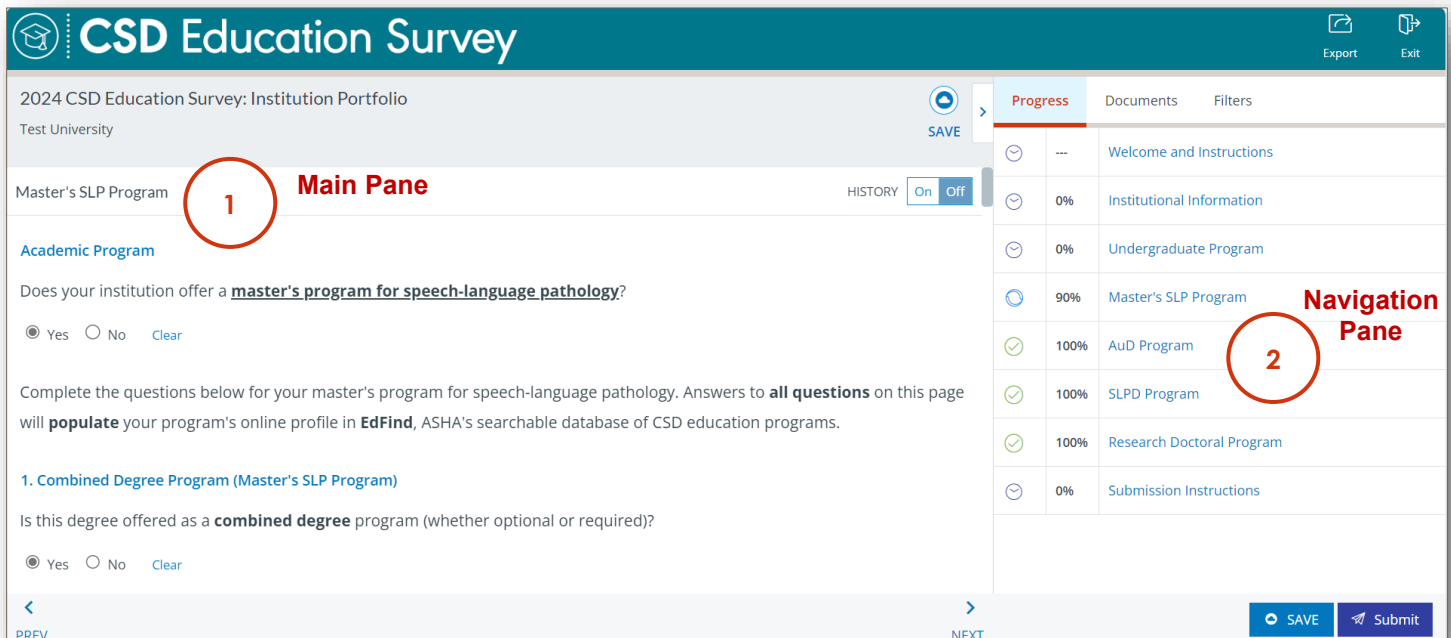 CSD Education Survey
Export
Exit
2024 CSD Education Survey: Institution Portfolio
Test University
SAVE
Master's SLP Program
1
Main Pane
HISTORY On Off
Academic Program
Does your institution offer a master's program for speech-language pathology?
Yes No Clear
Complete the questions below for your master's program for speech-language pathology. Answers to all questions on this page
will populate your program's online profile in EdFind, ASHA's searchable database of CSD education programs.
1. Combined Degree Program (Master's SLP Program)
Is this degree offered as a combined degree program (whether optional or required)?
Yes No Clear
PREV
NEXT
Progress Documents Filters
--- Welcome and Instructions
0% Institutional Information
0% Undergraduate Program
90% Master's SLP Program
Navigation
Pane
2
100% AuD Program
100% SLPD Program
100% Research Doctoral Program
0% Submission Instructions
SAVE
Submit